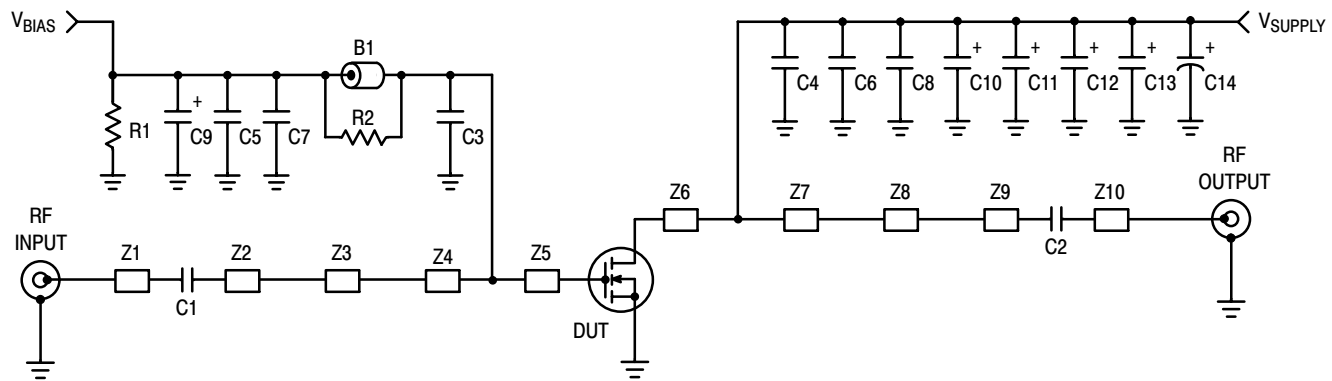 VBIAS
B1
R1
+
C9
C5
C7
R2
C3
VSUPPLY
C4
C6
C8
+
C10
+
C11
+
C12
+
C13
+
C14
RF
INPUT
Z1
C1
Z2
Z3
Z4
Z5
DUT
Z6
Z7
Z8
Z9
C2
Z10
RF
OUTPUT